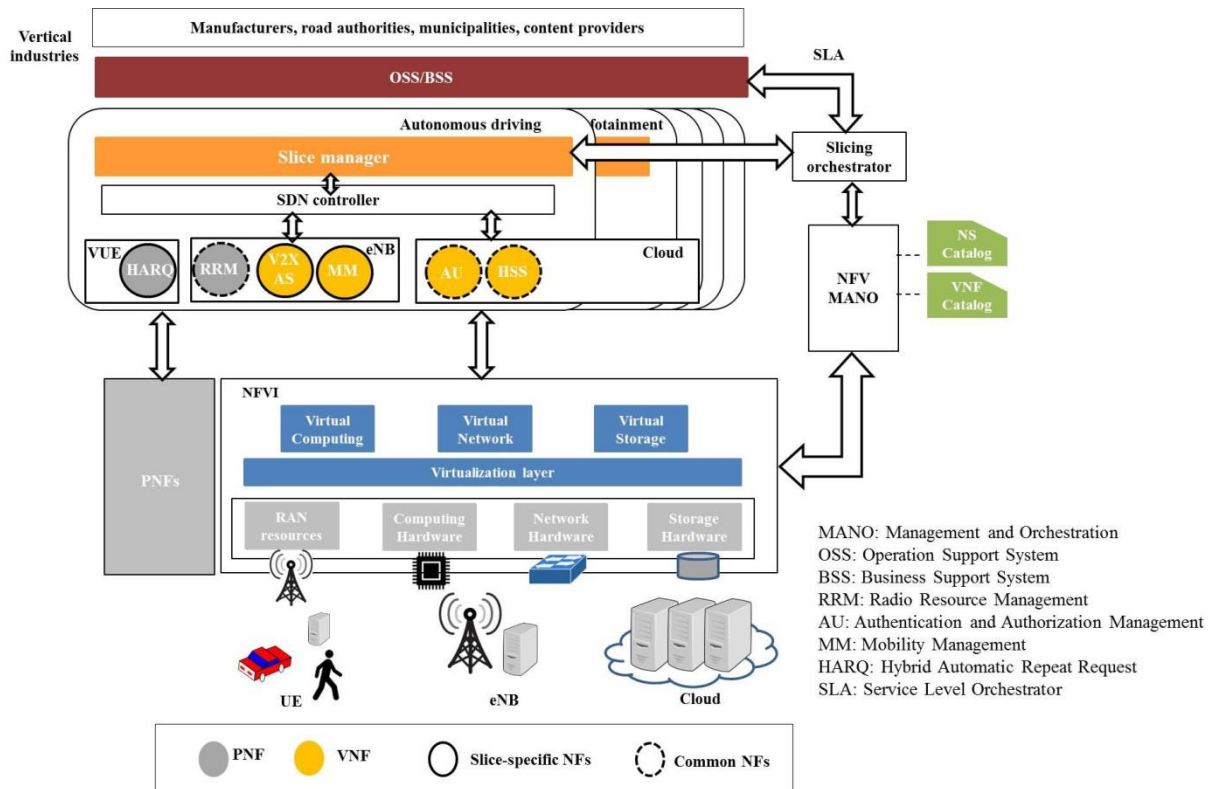 Manufacturers, road authorities, municipalities, content providers
Vertical
industries
OSS/BSS
SLA
Autonomous driving
fotainment
Slice manager
Slicing
orchestrator
SDN controller
VUE
HARQ
RRM
V2X
AS
MM
eNB
AU
HSS
Cloud
NFV
MANO
NS
Catalog
VNF
Catalog
PNFs
NFVI
Virtual
Computing
Virtual
Network
Virtual
Storage
Virtualization layer
RAN
resources
Computing
Hardware
Network
Hardware
Storage
Hardware
UE
eNB
Cloud
MANO: Management and Orchestration
OSS: Operation Support System
BSS: Business Support System
RRM: Radio Resource Management
AU: Authentication and Authorization Management
MM: Mobility Management
HARQ: Hybrid Automatic Repeat Request
SLA: Service Level Orchestrator
PNF
VNF
Slice-specific NFs
Common NFs